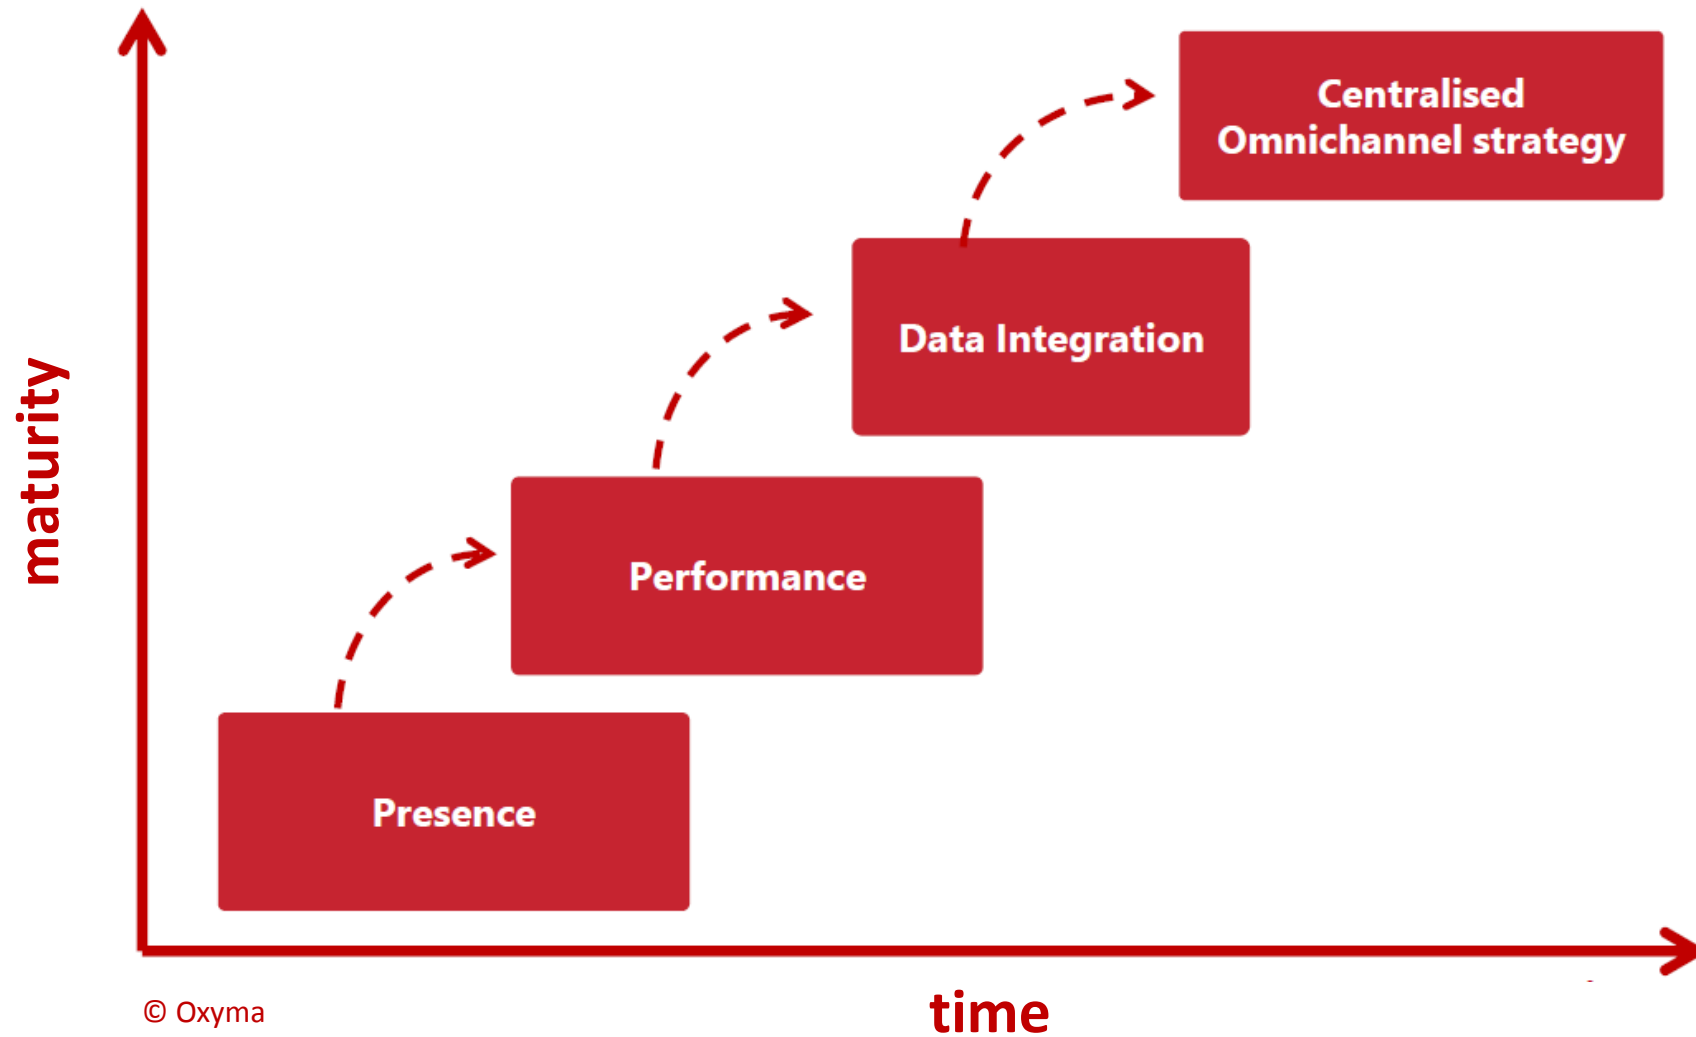 Centralised
Omnichannel strategy
Data Integration
Performance
Presence
maturity
time
© Oxyma